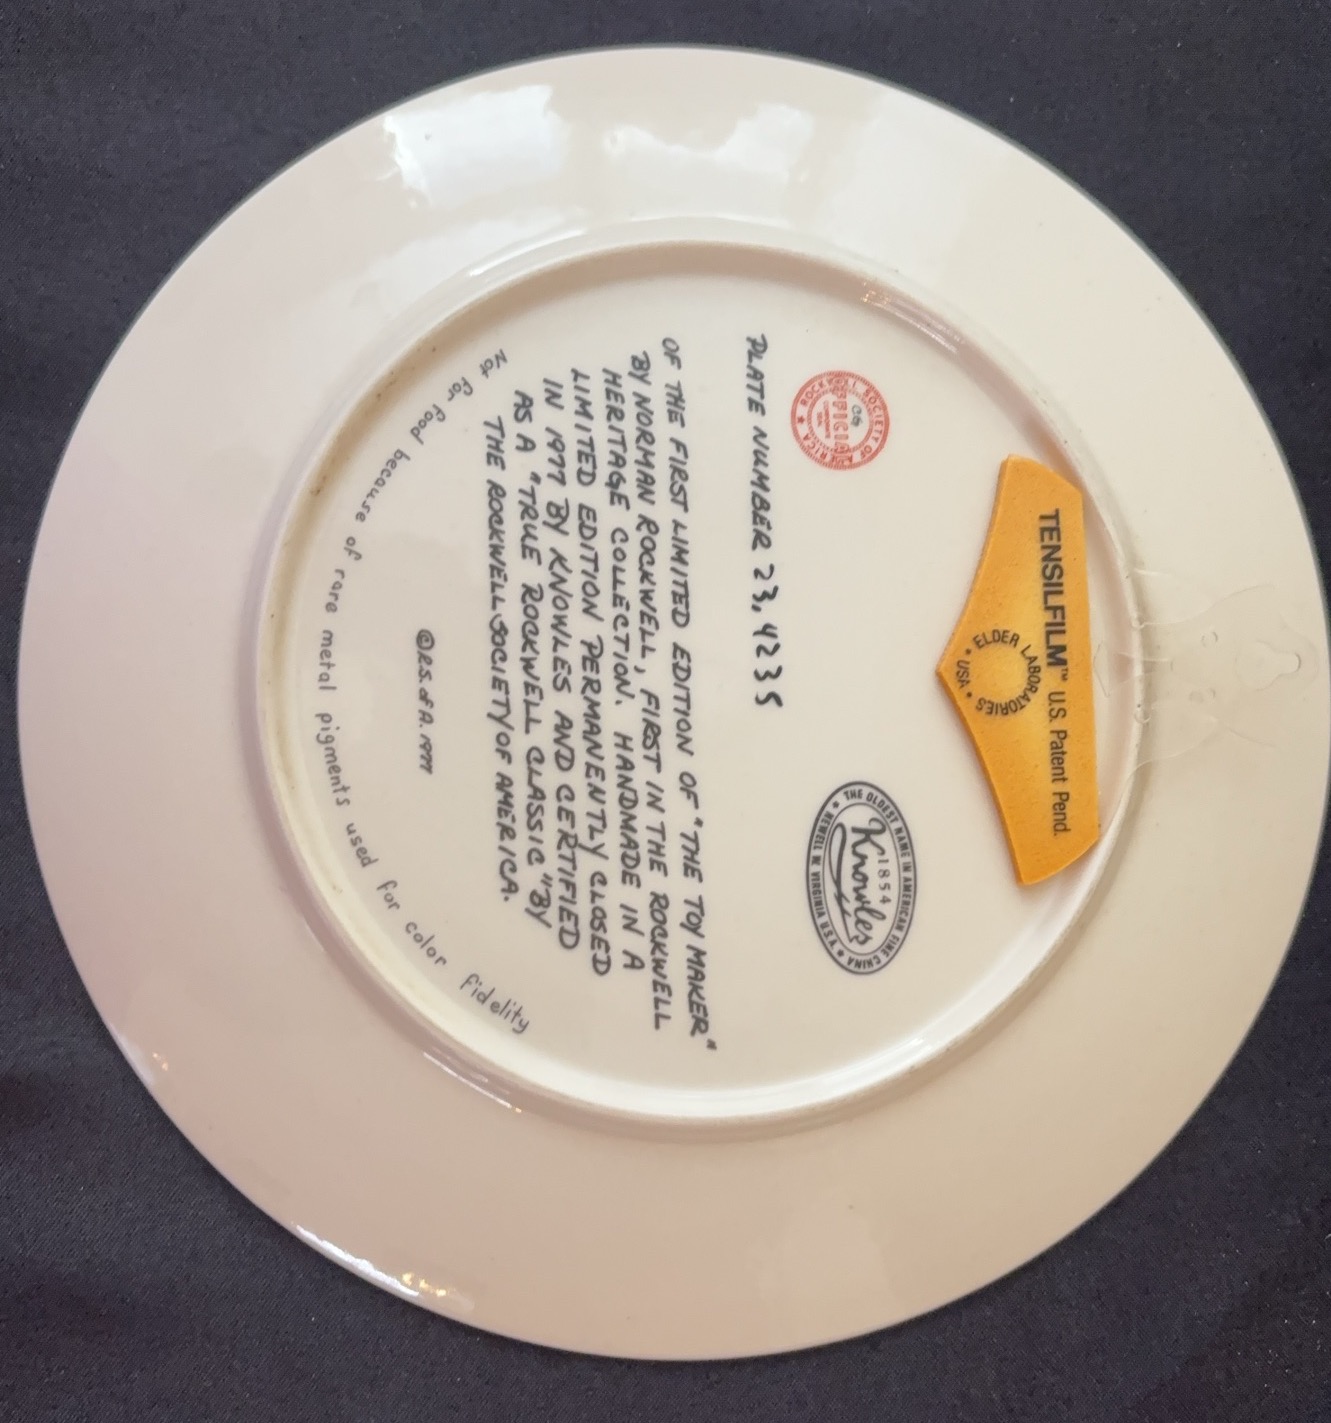 TENSILFILM™ U.S. Patent Pend.
ELDER LABORATORIES
• USA •
ROCKWELL SOCIETY OF AMERICA
OFFICIAL
THE OLDEST NAME IN AMERICAN FINE CHINA
1854
Knowles
NEWELL W. VIRGINIA U.S.A.
PLATE NUMBER 23,4235
OF THE FIRST LIMITED EDITION OF "THE TOY MAKER"
BY NORMAN ROCKWELL, FIRST IN THE ROCKWELL
HERITAGE COLLECTION. HANDMADE IN A
LIMITED EDITION PERMANENTLY CLOSED
IN 1977 BY KNOWLES AND CERTIFIED
AS A "TRUE ROCKWELL CLASSIC" BY
THE ROCKWELL SOCIETY OF AMERICA.
©R.S. of A. 1977
Not for food because of rare metal pigments used for color fidelity